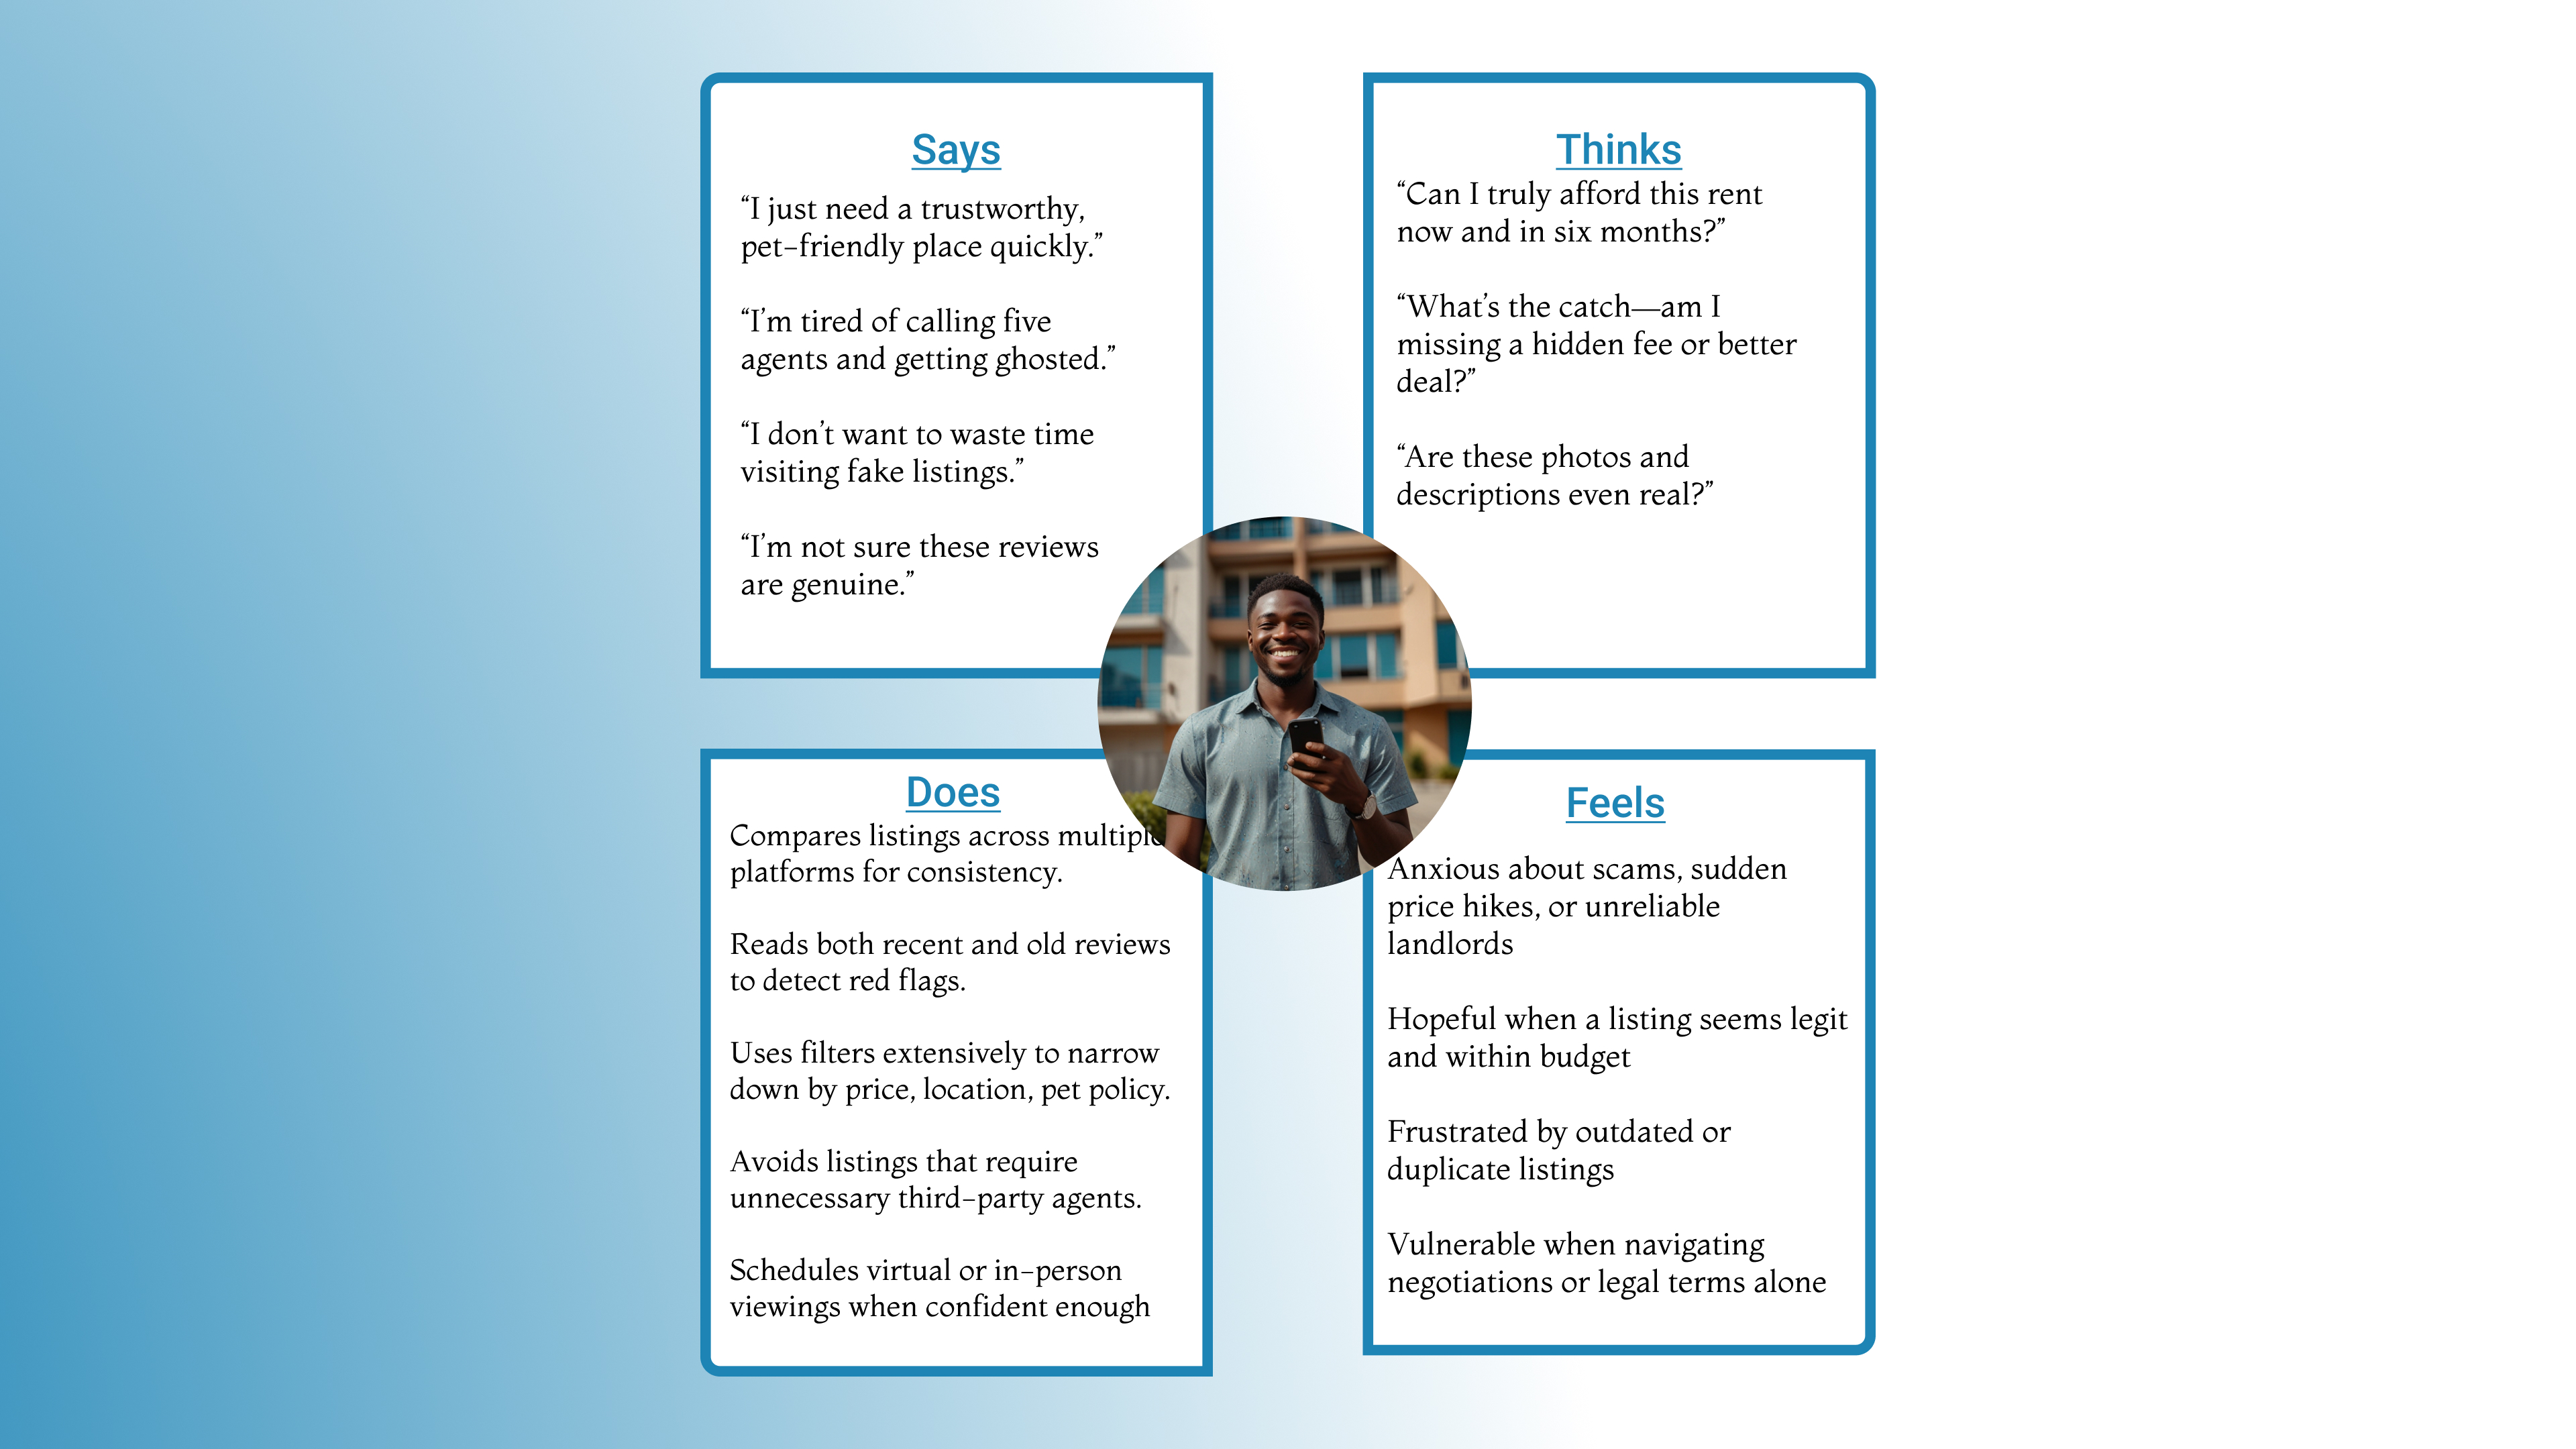 Says
“I just need a trustworthy,
pet-friendly place quickly.”
“I’m tired of calling five
agents and getting ghosted.”
“I don’t want to waste time
visiting fake listings.”
“I’m not sure these reviews
are genuine.”
Thinks
“Can I truly afford this rent
now and in six months?”
“What’s the catch—am I
missing a hidden fee or better
deal?”
“Are these photos and
descriptions even real?”
Does
Compares listings across multiple
platforms for consistency.
Reads both recent and old reviews
to detect red flags.
Uses filters extensively to narrow
down by price, location, pet policy.
Avoids listings that require
unnecessary third-party agents.
Schedules virtual or in-person
viewings when confident enough
Feels
Anxious about scams, sudden
price hikes, or unreliable
landlords
Hopeful when a listing seems legit
and within budget
Frustrated by outdated or
duplicate listings
Vulnerable when navigating
negotiations or legal terms alone